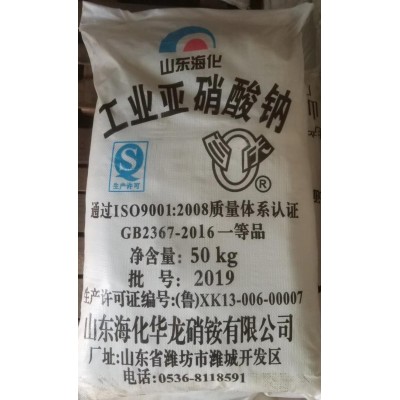 山东海化
工业亚硝酸钠
生产许可
®
通过ISO9001:2008质量体系认证
GB2367-2016一等品
净含量: 50 kg
批 号: 2019
生产许可证编号:(鲁)XK13-006-00007
山东海化华龙硝铵有限公司
厂址:山东省潍坊市潍城开发区
电话:0536-8118591